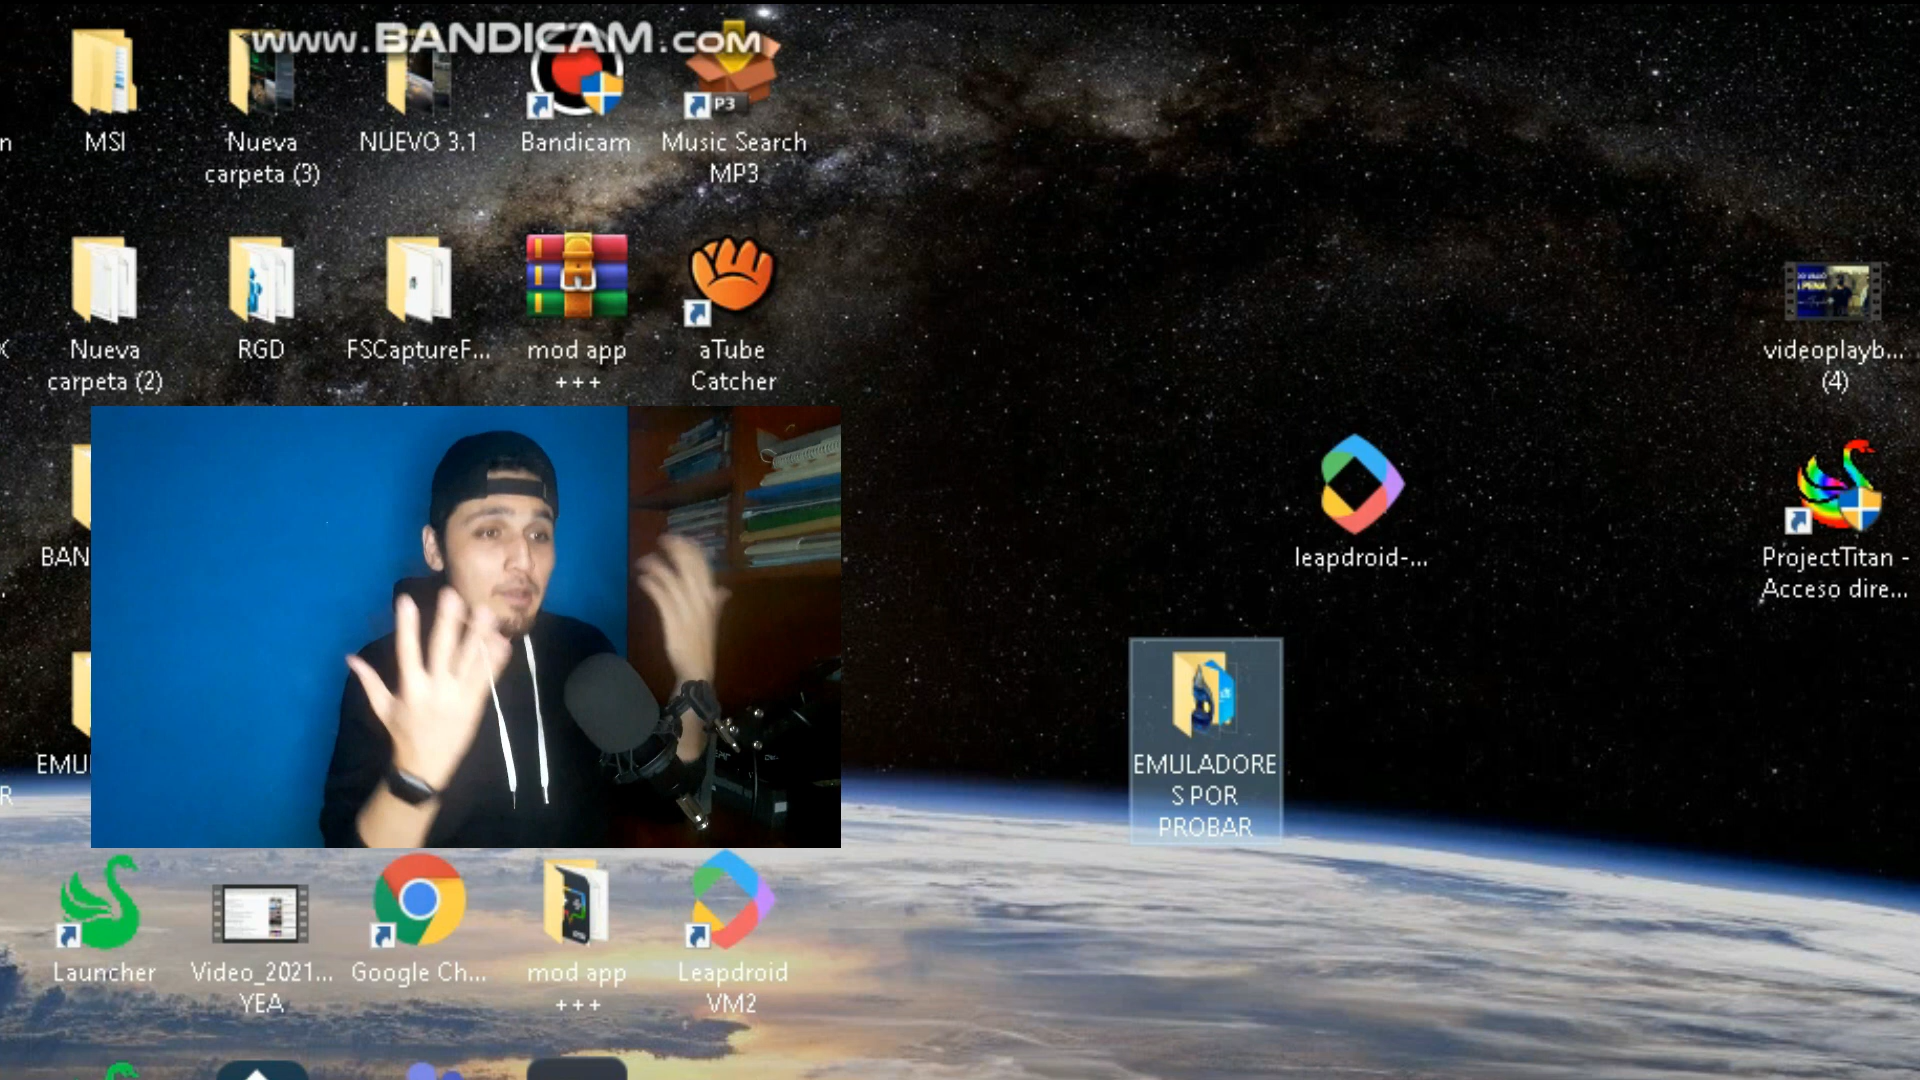 www.BANDICAM.com
n
MSI
Nueva
carpeta (3)
NUEVO 3.1
Bandicam
P3
Music Search
MP3
X
Nueva
carpeta (2)
RGD
FSCaptureF...
mod app
+++
aTube
Catcher
videoplayb...
(4)
BAN
leapdroid-...
ProjectTitan -
Acceso dire...
EMU
R
EMULADORE
S POR
PROBAR
Launcher
Video_2021...
YEA
Google Ch...
mod app
+++
Leapdroid
VM2